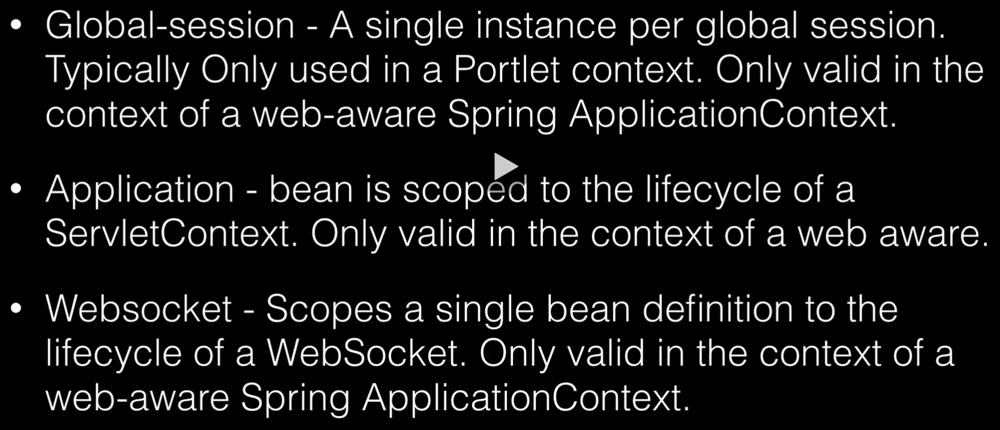 • Global-session - A single instance per global session.
Typically Only used in a Portlet context. Only valid in the
context of a web-aware Spring ApplicationContext.
• Application - bean is scoped to the lifecycle of a
ServletContext. Only valid in the context of a web aware.
• Websocket - Scopes a single bean definition to the
lifecycle of a WebSocket. Only valid in the context of a
web-aware Spring ApplicationContext.